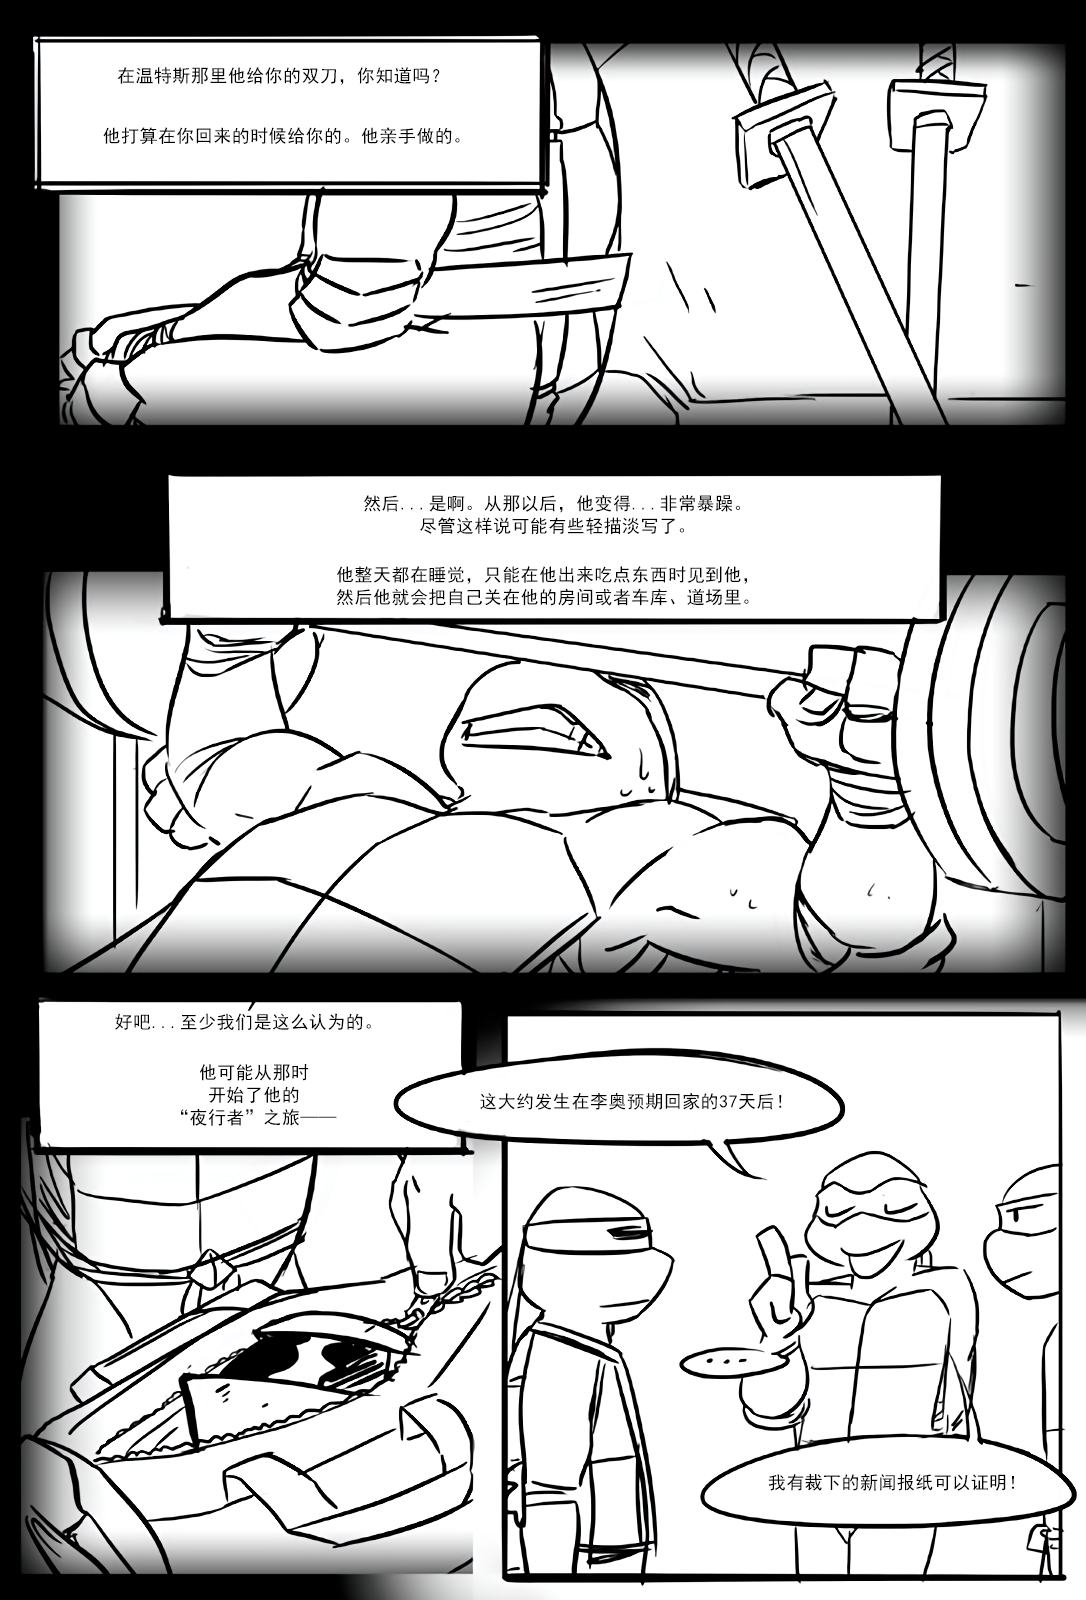 在温特斯那里他给你的双刀，你知道吗？
他打算在你回来的时候给你的。他亲手做的。
然后...是啊。从那以后，他变得...非常暴躁。
尽管这样说可能有些轻描淡写了。
他整天都在睡觉，只能在他出来吃点东西时见到他，
然后他就会把自己关在他的房间或者车库、道场里。
好吧...至少我们是这么认为的。
他可能从那时
开始了他的
“夜行者”之旅——
这大约发生在李奥预期回家的37天后！
...
我有裁下的新闻报纸可以证明！